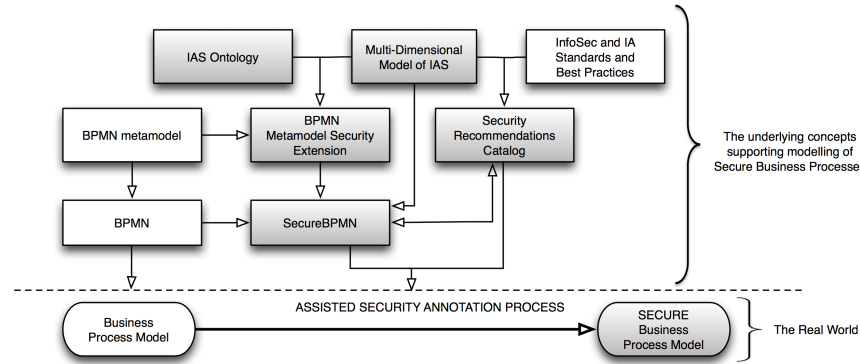 IAS Ontology
Multi-Dimensional
Model of IAS
InfoSec and IA
Standards and
Best Practices
BPMN metamodel
BPMN
Metamodel Security
Extension
Security
Recommendations
Catalog
The underlying concepts
supporting modelling of
Secure Business Processe
BPMN
SecureBPMN
ASSISTED SECURITY ANNOTATION PROCESS
Business
Process Model
SECURE
Business
Process Model
The Real World